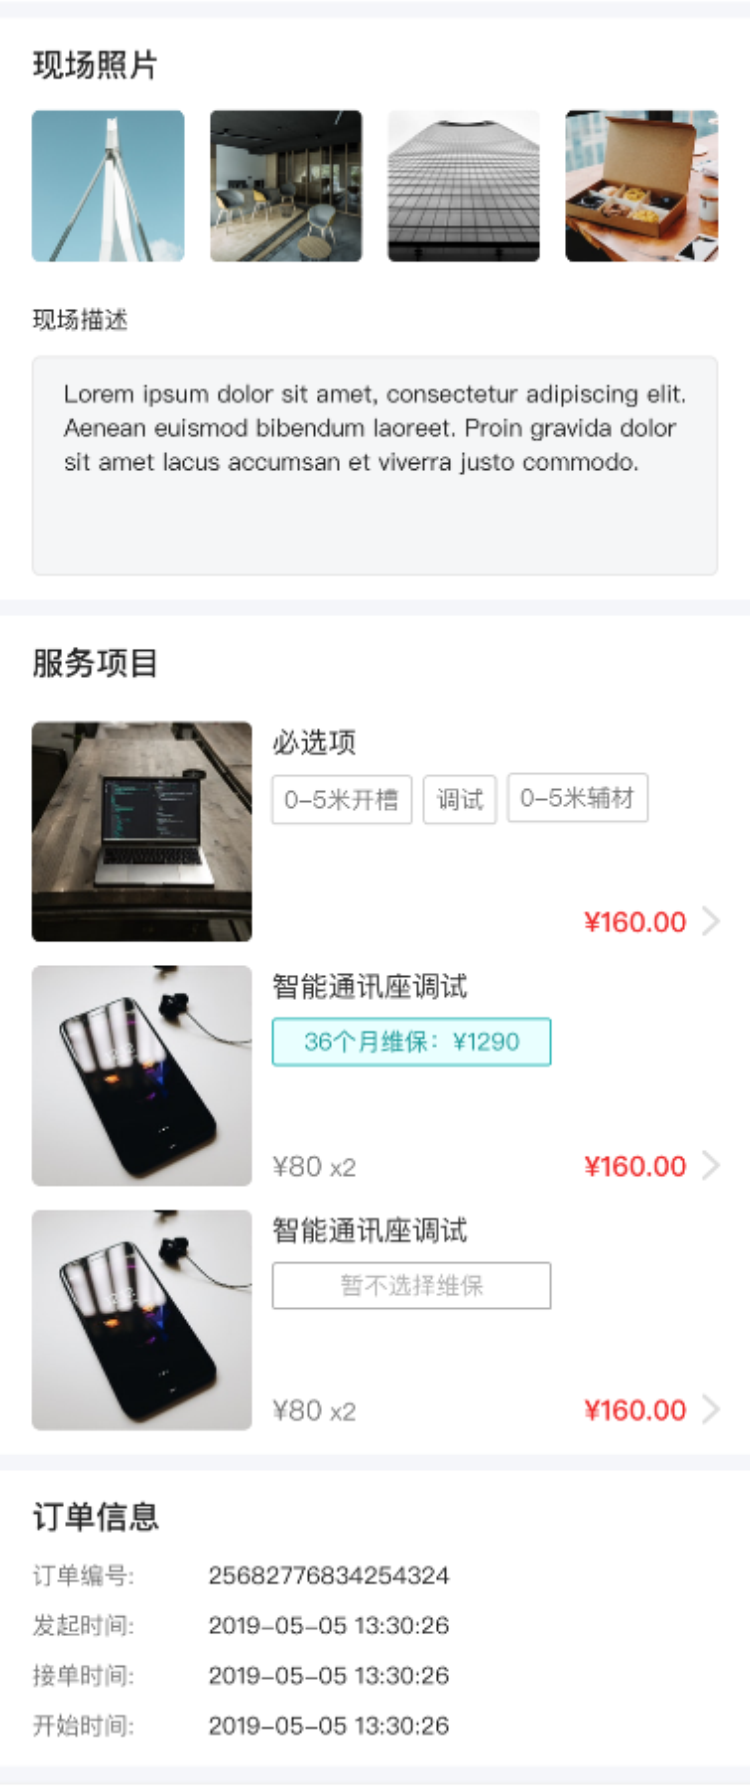 现场照片
现场描述
Lorem ipsum dolor sit amet, consectetur adipiscing elit.
Aenean euismod bibendum laoreet. Proin gravida dolor
sit amet lacus accumsan et viverra justo commodo.
服务项目
必选项
0-5米开槽 调试 0-5米辅材
¥160.00
智能通讯座调试
36个月维保：¥1290
¥80 x2 ¥160.00
智能通讯座调试
暂不选择维保
¥80 x2 ¥160.00
订单信息
订单编号: 25682776834254324
发起时间: 2019-05-05 13:30:26
接单时间: 2019-05-05 13:30:26
开始时间: 2019-05-05 13:30:26